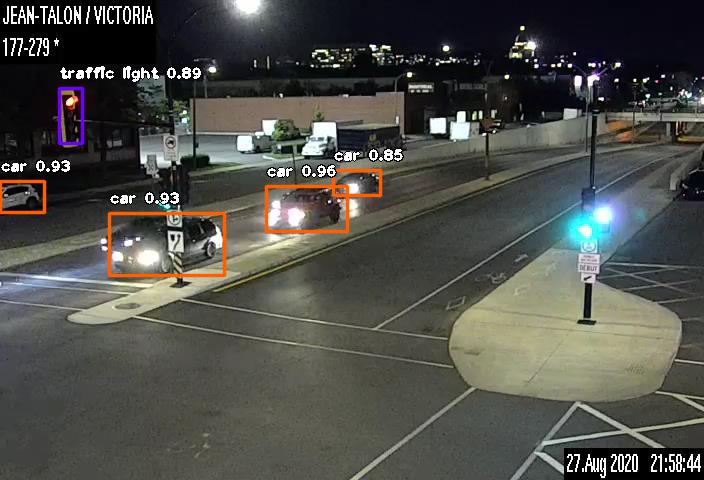 JEAN-TALON / VICTORIA
177-279 *
traffic light 0.89
car 0.93
car 0.85
car 0.96
car 0.93
DÉBUT
27.Aug 2020 21:58:44